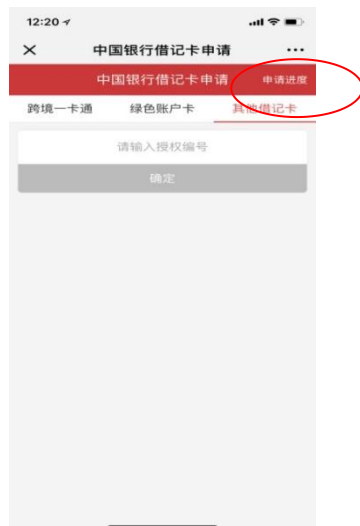 12:20
中国银行借记卡申请
中国银行借记卡申请 申请进度
跨境一卡通 绿色账户卡 其他借记卡
请输入授权编号
确定